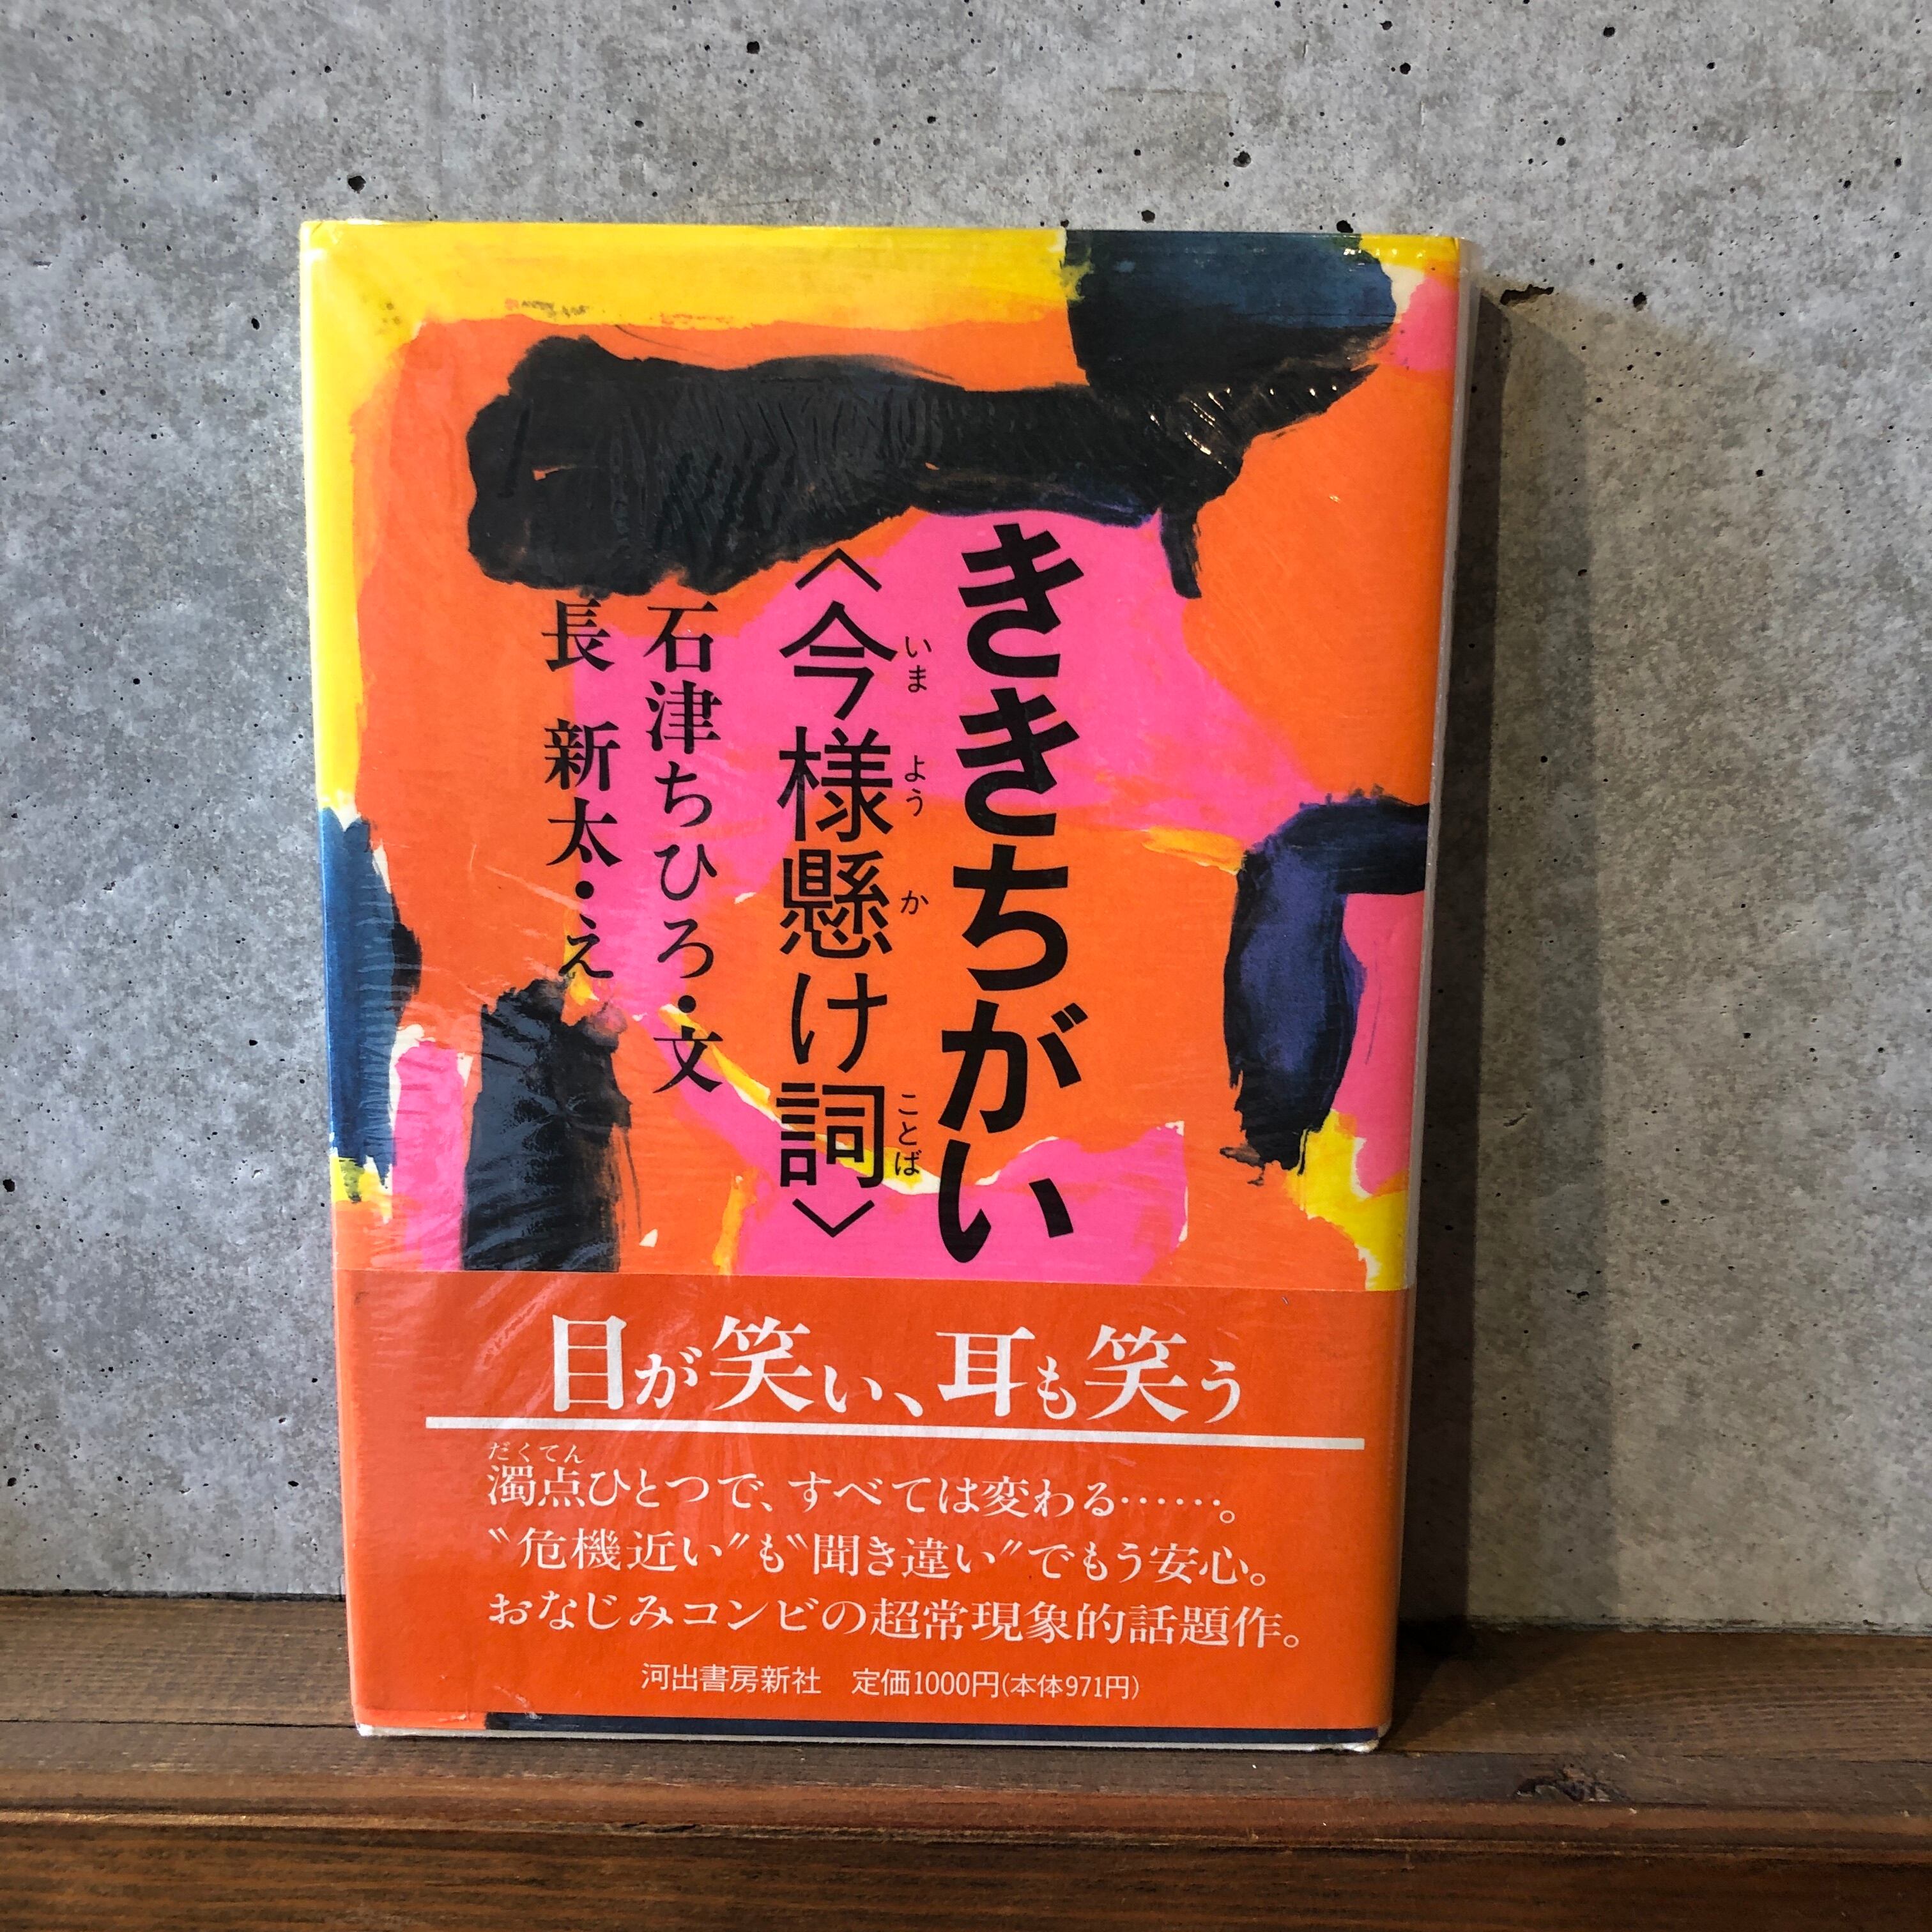 ききちがい
〈今様懸け詞〉
いまようかことば
石津ちひろ・文
長 新太・え
目が笑い、耳も笑う
だくてん
濁点ひとつで、すべては変わる……。
〝危機近い〟も〝聞き違い〟でもう安心。
おなじみコンビの超常現象的話題作。
河出書房新社 定価1000円(本体971円)